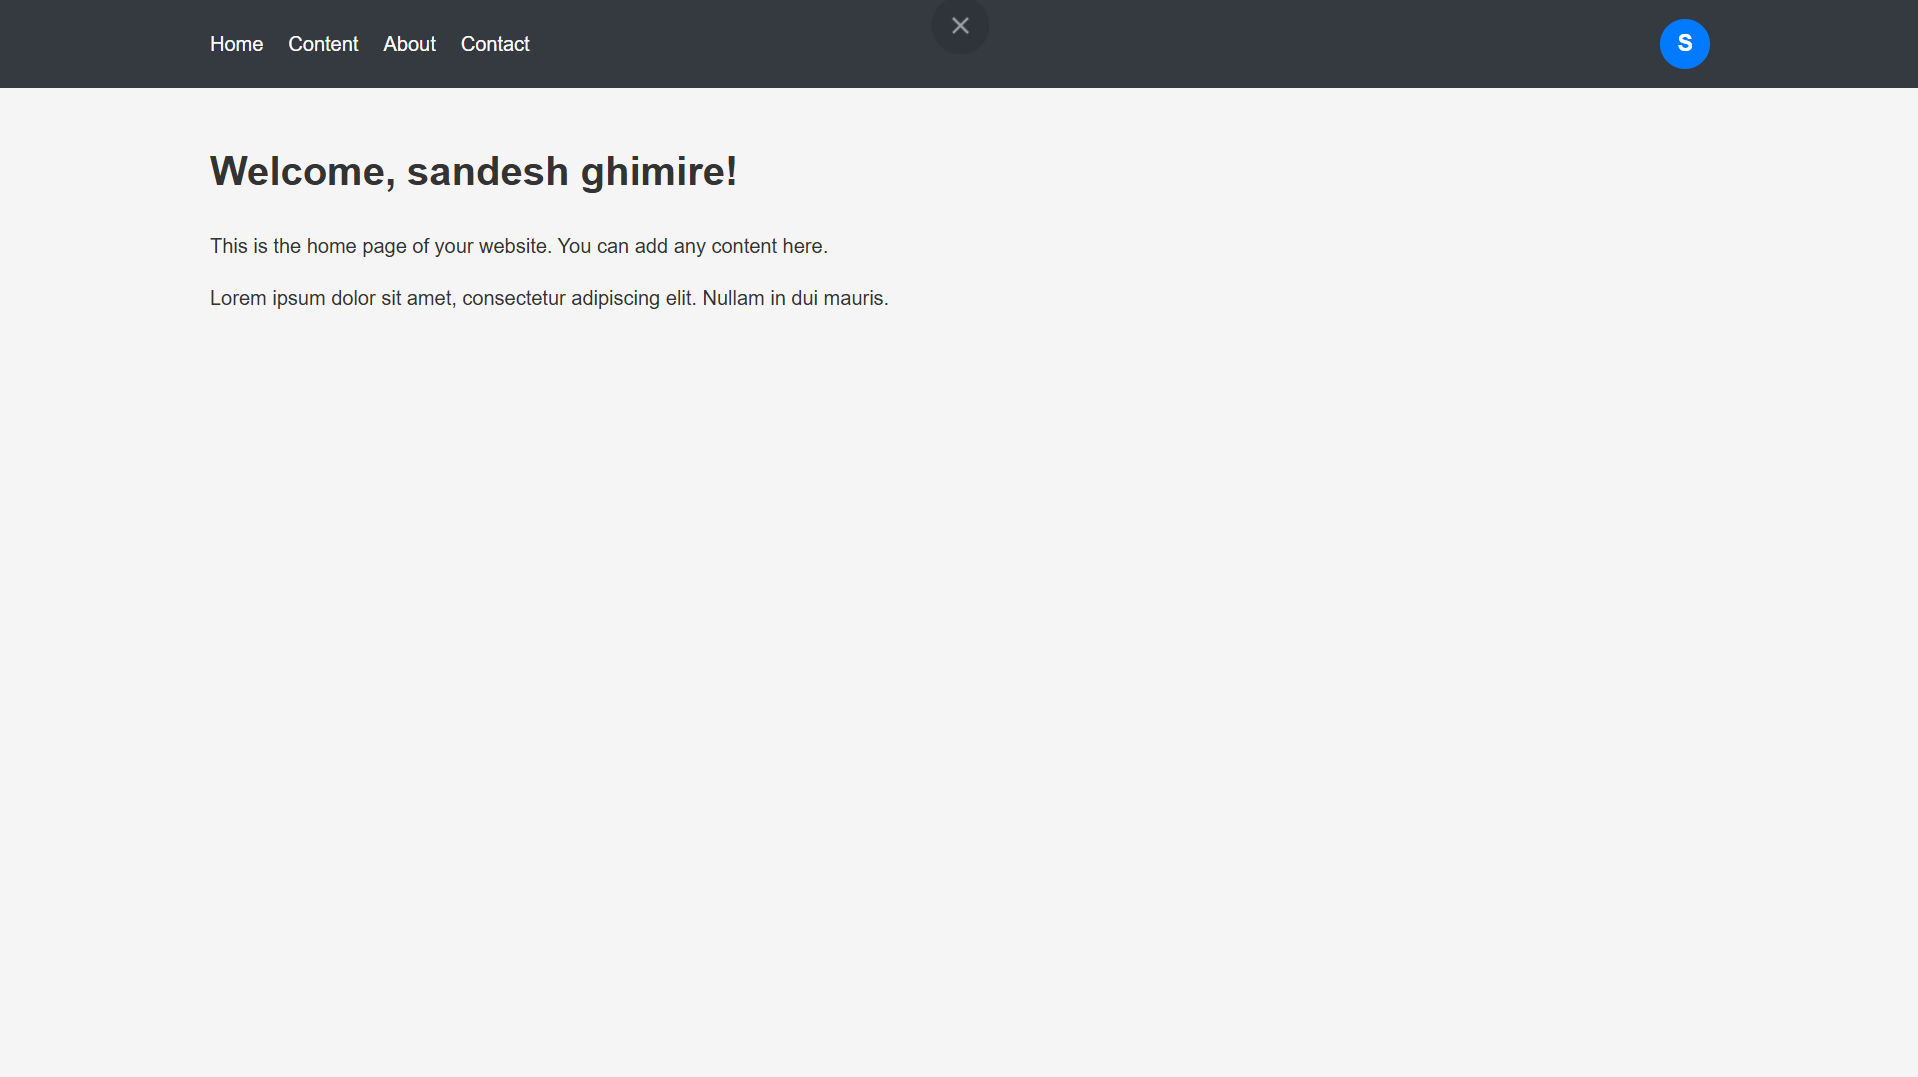 Home Content About Contact S
Welcome, sandesh ghimire!
This is the home page of your website. You can add any content here.
Lorem ipsum dolor sit amet, consectetur adipiscing elit. Nullam in dui mauris.